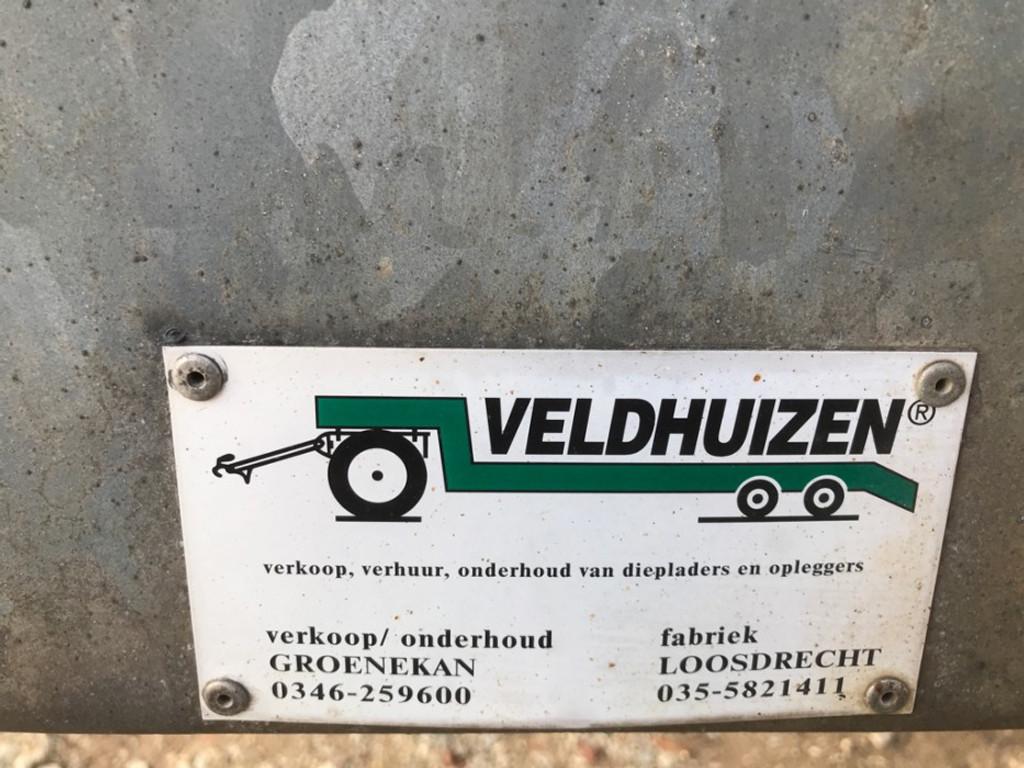 VELDHUIZEN®
verkoop, verhuur, onderhoud van diepladers en opleggers
verkoop/ onderhoud
GROENEKAN
0346-259600
fabriek
LOOSDRECHT
035-5821411